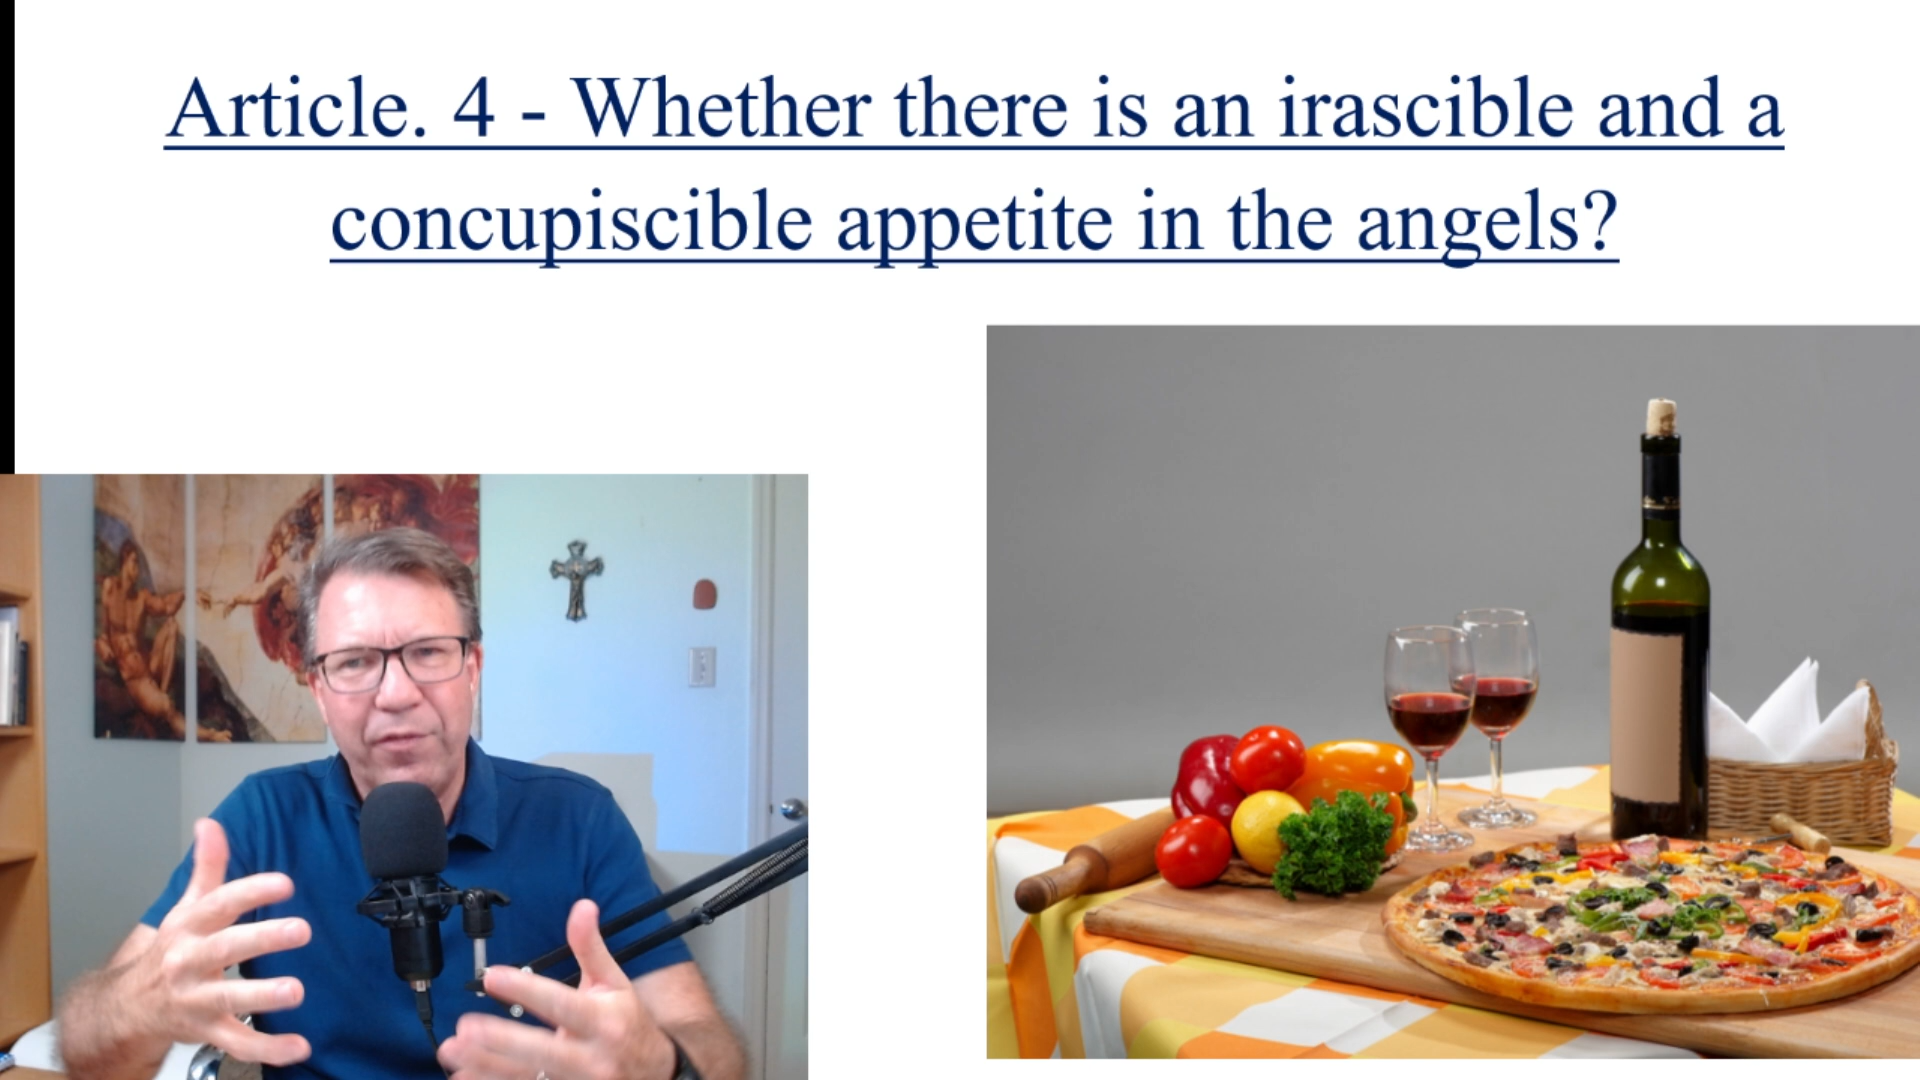 Article. 4 - Whether there is an irascible and a
concupiscible appetite in the angels?